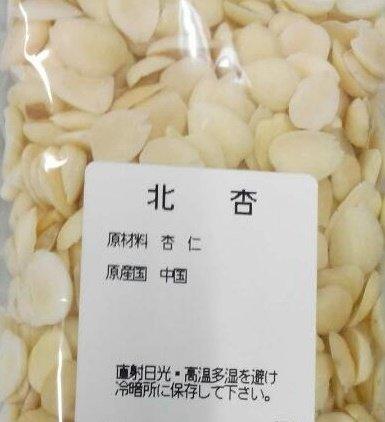 北 杏
原材料 杏 仁
原産国 中国
直射日光・高温多湿を避け
冷暗所に保存して下さい。